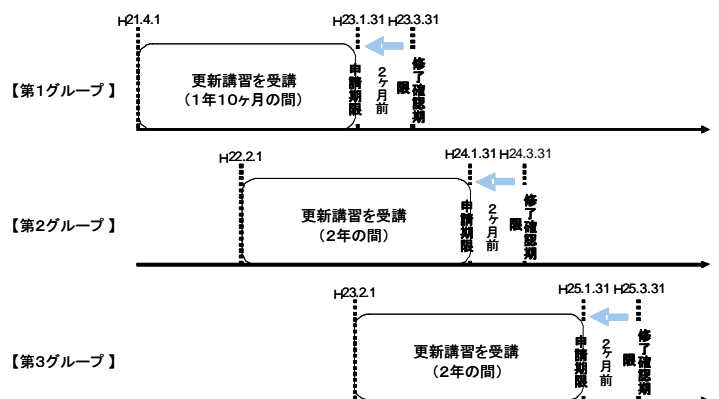 H21.4.1
H23.1.31 H23.3.31
【第1グループ】
更新講習を受講
(1年10ヶ月の間)
申請期限
2ヶ月前
修了確認期限
H22.2.1
H24.1.31 H24.3.31
【第2グループ】
更新講習を受講
(2年の間)
申請期限
2ヶ月前
修了確認期限
H23.2.1
H25.1.31 H25.3.31
【第3グループ】
更新講習を受講
(2年の間)
申請期限
2ヶ月前
修了確認期限